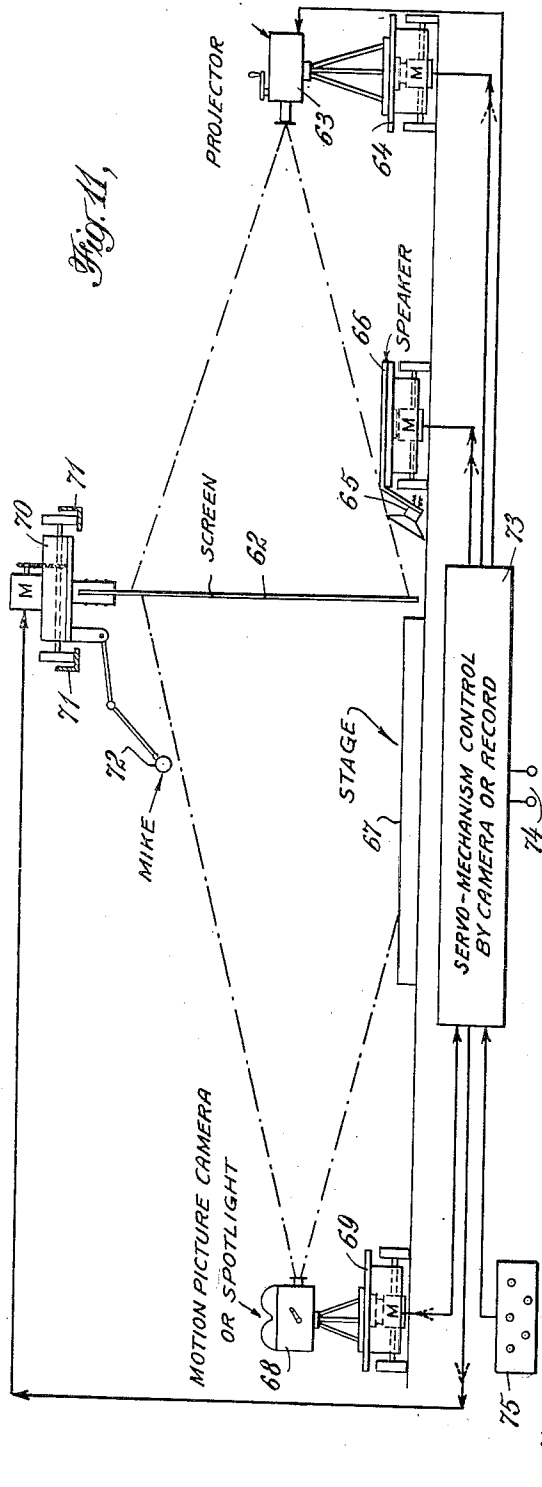 Fig. 11,
PROJECTOR
63
M
64
66
SPEAKER
M
65
70
71
M
SCREEN
62
71
72
MIKE
STAGE
67
73
SERVO-MECHANISM CONTROL
BY CAMERA OR RECORD
74
MOTION PICTURE CAMERA
OR SPOTLIGHT
68
69
M
75